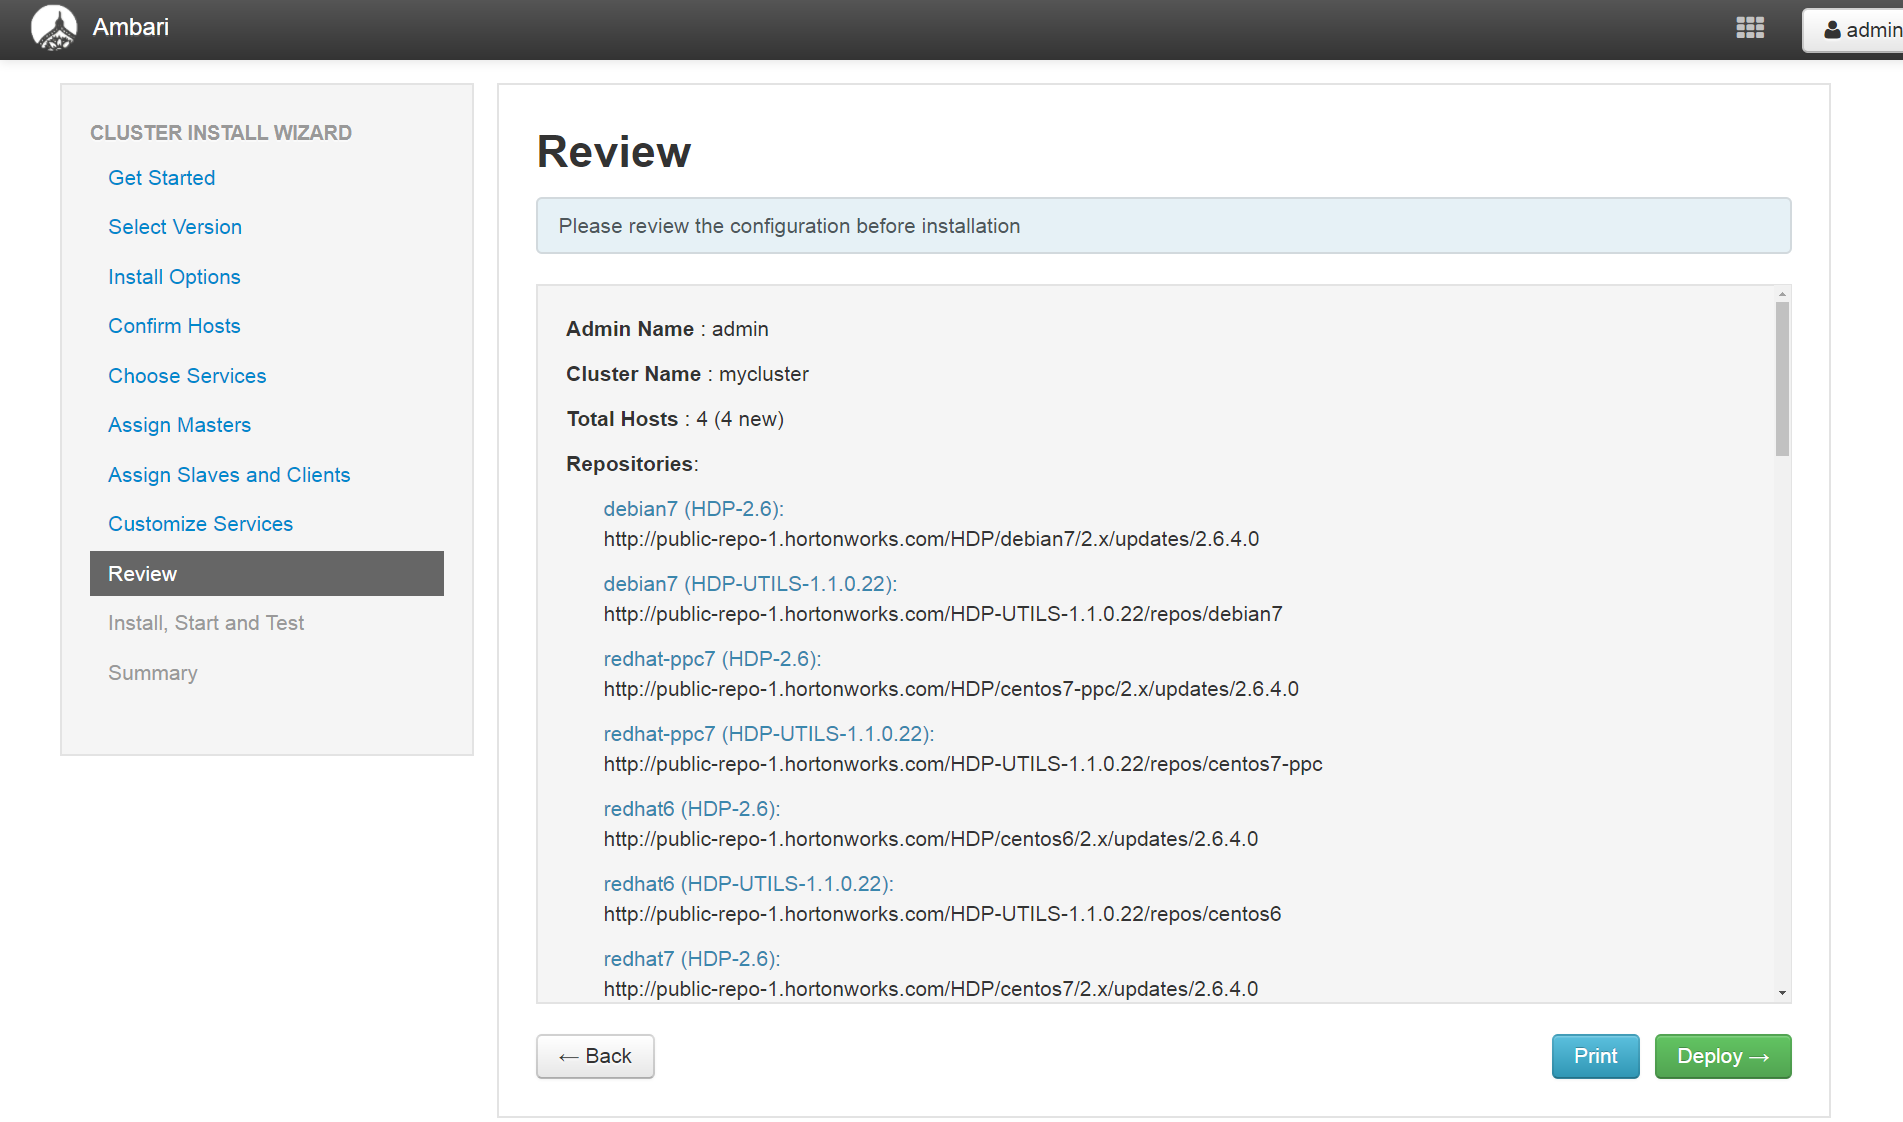 Ambari
admin
CLUSTER INSTALL WIZARD
Get Started
Select Version
Install Options
Confirm Hosts
Choose Services
Assign Masters
Assign Slaves and Clients
Customize Services
Review
Install, Start and Test
Summary
Review
Please review the configuration before installation
Admin Name : admin
Cluster Name : mycluster
Total Hosts : 4 (4 new)
Repositories:
debian7 (HDP-2.6):
http://public-repo-1.hortonworks.com/HDP/debian7/2.x/updates/2.6.4.0
debian7 (HDP-UTILS-1.1.0.22):
http://public-repo-1.hortonworks.com/HDP-UTILS-1.1.0.22/repos/debian7
redhat-ppc7 (HDP-2.6):
http://public-repo-1.hortonworks.com/HDP/centos7-ppc/2.x/updates/2.6.4.0
redhat-ppc7 (HDP-UTILS-1.1.0.22):
http://public-repo-1.hortonworks.com/HDP-UTILS-1.1.0.22/repos/centos7-ppc
redhat6 (HDP-2.6):
http://public-repo-1.hortonworks.com/HDP/centos6/2.x/updates/2.6.4.0
redhat6 (HDP-UTILS-1.1.0.22):
http://public-repo-1.hortonworks.com/HDP-UTILS-1.1.0.22/repos/centos6
redhat7 (HDP-2.6):
http://public-repo-1.hortonworks.com/HDP/centos7/2.x/updates/2.6.4.0
← Back
Print
Deploy →